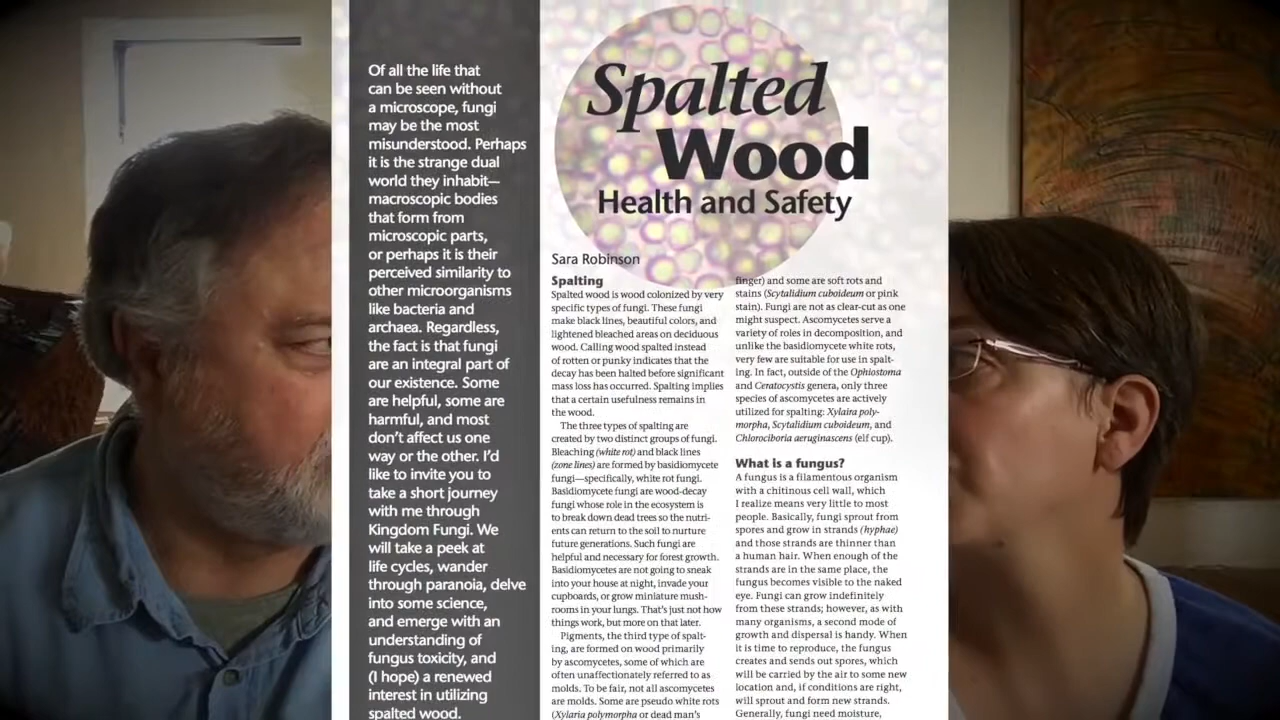 Of all the life that
can be seen without
a microscope, fungi
may be the most
misunderstood. Perhaps
it is the strange dual
world they inhabit—
macroscopic bodies
that form from
microscopic parts,
or perhaps it is their
perceived similarity to
other microorganisms
like bacteria and
archaea. Regardless,
the fact is that fungi
are an integral part of
our existence. Some
are helpful, some are
harmful, and most
don't affect us one
way or the other. I'd
like to invite you to
take a short journey
with me through
Kingdom Fungi. We
will take a peek at
life cycles, wander
through paranoia, delve
into some science,
and emerge with an
understanding of
fungus toxicity, and
(I hope) a renewed
interest in utilizing
spalted wood.
Spalted
Wood
Health and Safety
Sara Robinson
Spalting
Spalted wood is wood colonized by very
specific types of fungi. These fungi
make black lines, beautiful colors, and
lightened bleached areas on deciduous
wood. Calling wood spalted instead
of rotten or punky indicates that the
decay has been halted before significant
mass loss has occurred. Spalting implies
that a certain usefulness remains in
the wood.
The three types of spalting are
created by two distinct groups of fungi.
Bleaching (white rot) and black lines
(zone lines) are formed by basidiomycete
fungi—specifically, white rot fungi.
Basidiomycete fungi are wood-decay
fungi whose role in the ecosystem is
to break down dead trees so the nutri-
ents can return to the soil to nurture
future generations. Such fungi are
helpful and necessary for forest growth.
Basidiomycetes are not going to sneak
into your house at night, invade your
cupboards, or grow miniature mush-
rooms in your lungs. That's just not how
things work, but more on that later.
Pigments, the third type of spalt-
ing, are formed on wood primarily
by ascomycetes, some of which are
often unaffectionately referred to as
molds. To be fair, not all ascomycetes
are molds. Some are pseudo white rots
(Xylaria polymorpha or dead man's
finger) and some are soft rots and
stains (Scytalidium cuboideum or pink
stain). Fungi are not as clear-cut as one
might suspect. Ascomycetes serve a
variety of roles in decomposition, and
unlike the basidiomycete white rots,
very few are suitable for use in spalt-
ing. In fact, outside of the Ophiostoma
and Ceratocystis genera, only three
species of ascomycetes are actively
utilized for spalting: Xylaira poly-
morpha, Scytalidium cuboideum, and
Chlorociboria aeruginascens (elf cup).
What is a fungus?
A fungus is a filamentous organism
with a chitinous cell wall, which
I realize means very little to most
people. Basically, fungi sprout from
spores and grow in strands (hyphae)
and those strands are thinner than
a human hair. When enough of the
strands are in the same place, the
fungus becomes visible to the naked
eye. Fungi can grow indefinitely
from these strands; however, as with
many organisms, a second mode of
growth and dispersal is handy. When
it is time to reproduce, the fungus
creates and sends out spores, which
will be carried by the air to some new
location and, if conditions are right,
will sprout and form new strands.
Generally, fungi need moisture,